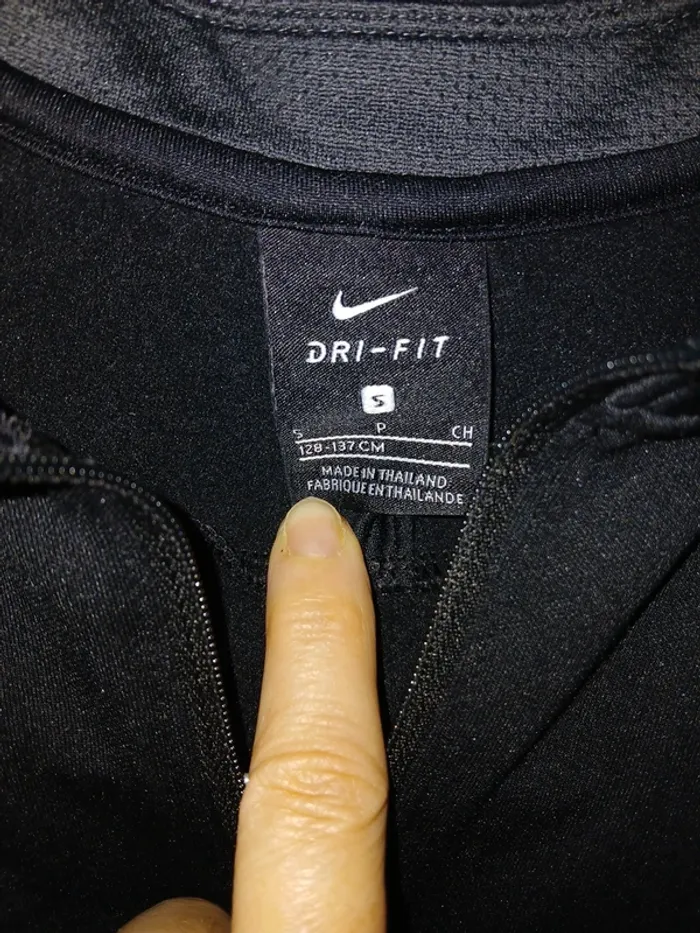 DRI-FIT
S
S P CH
128-137 CM
MADE IN THAILAND
FABRIQUE EN THAILANDE